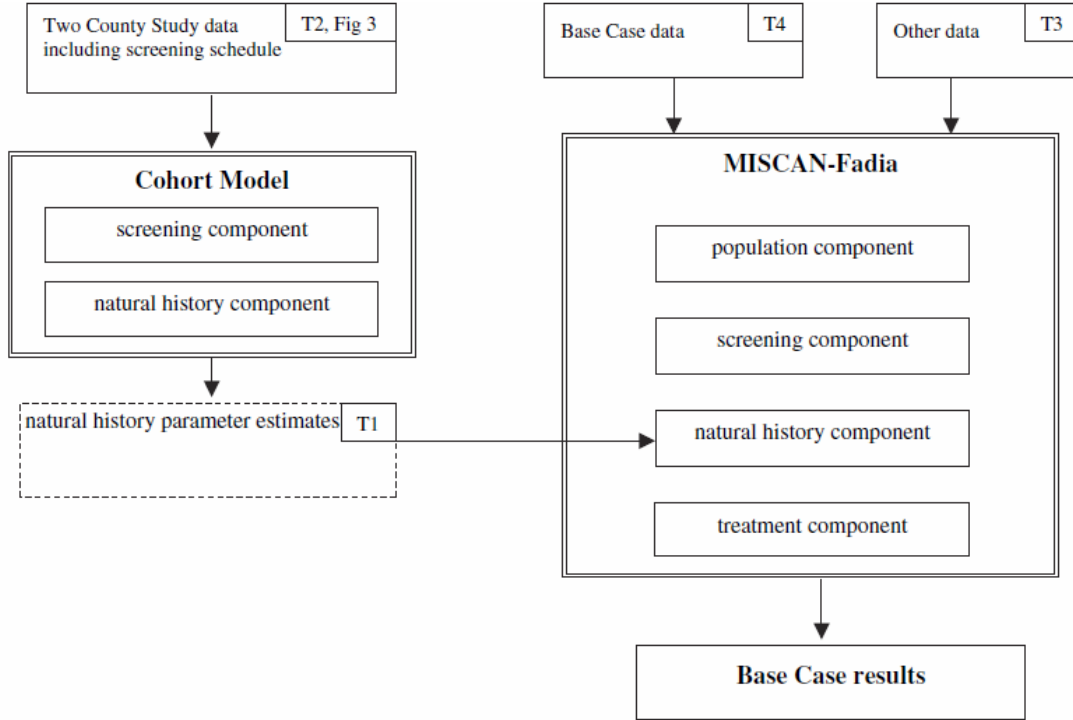 Two County Study data
including screening schedule
T2, Fig 3
Base Case data
T4
Other data
T3
Cohort Model
screening component
natural history component
natural history parameter estimates
T1
MISCAN-Fadia
population component
screening component
natural history component
treatment component
Base Case results